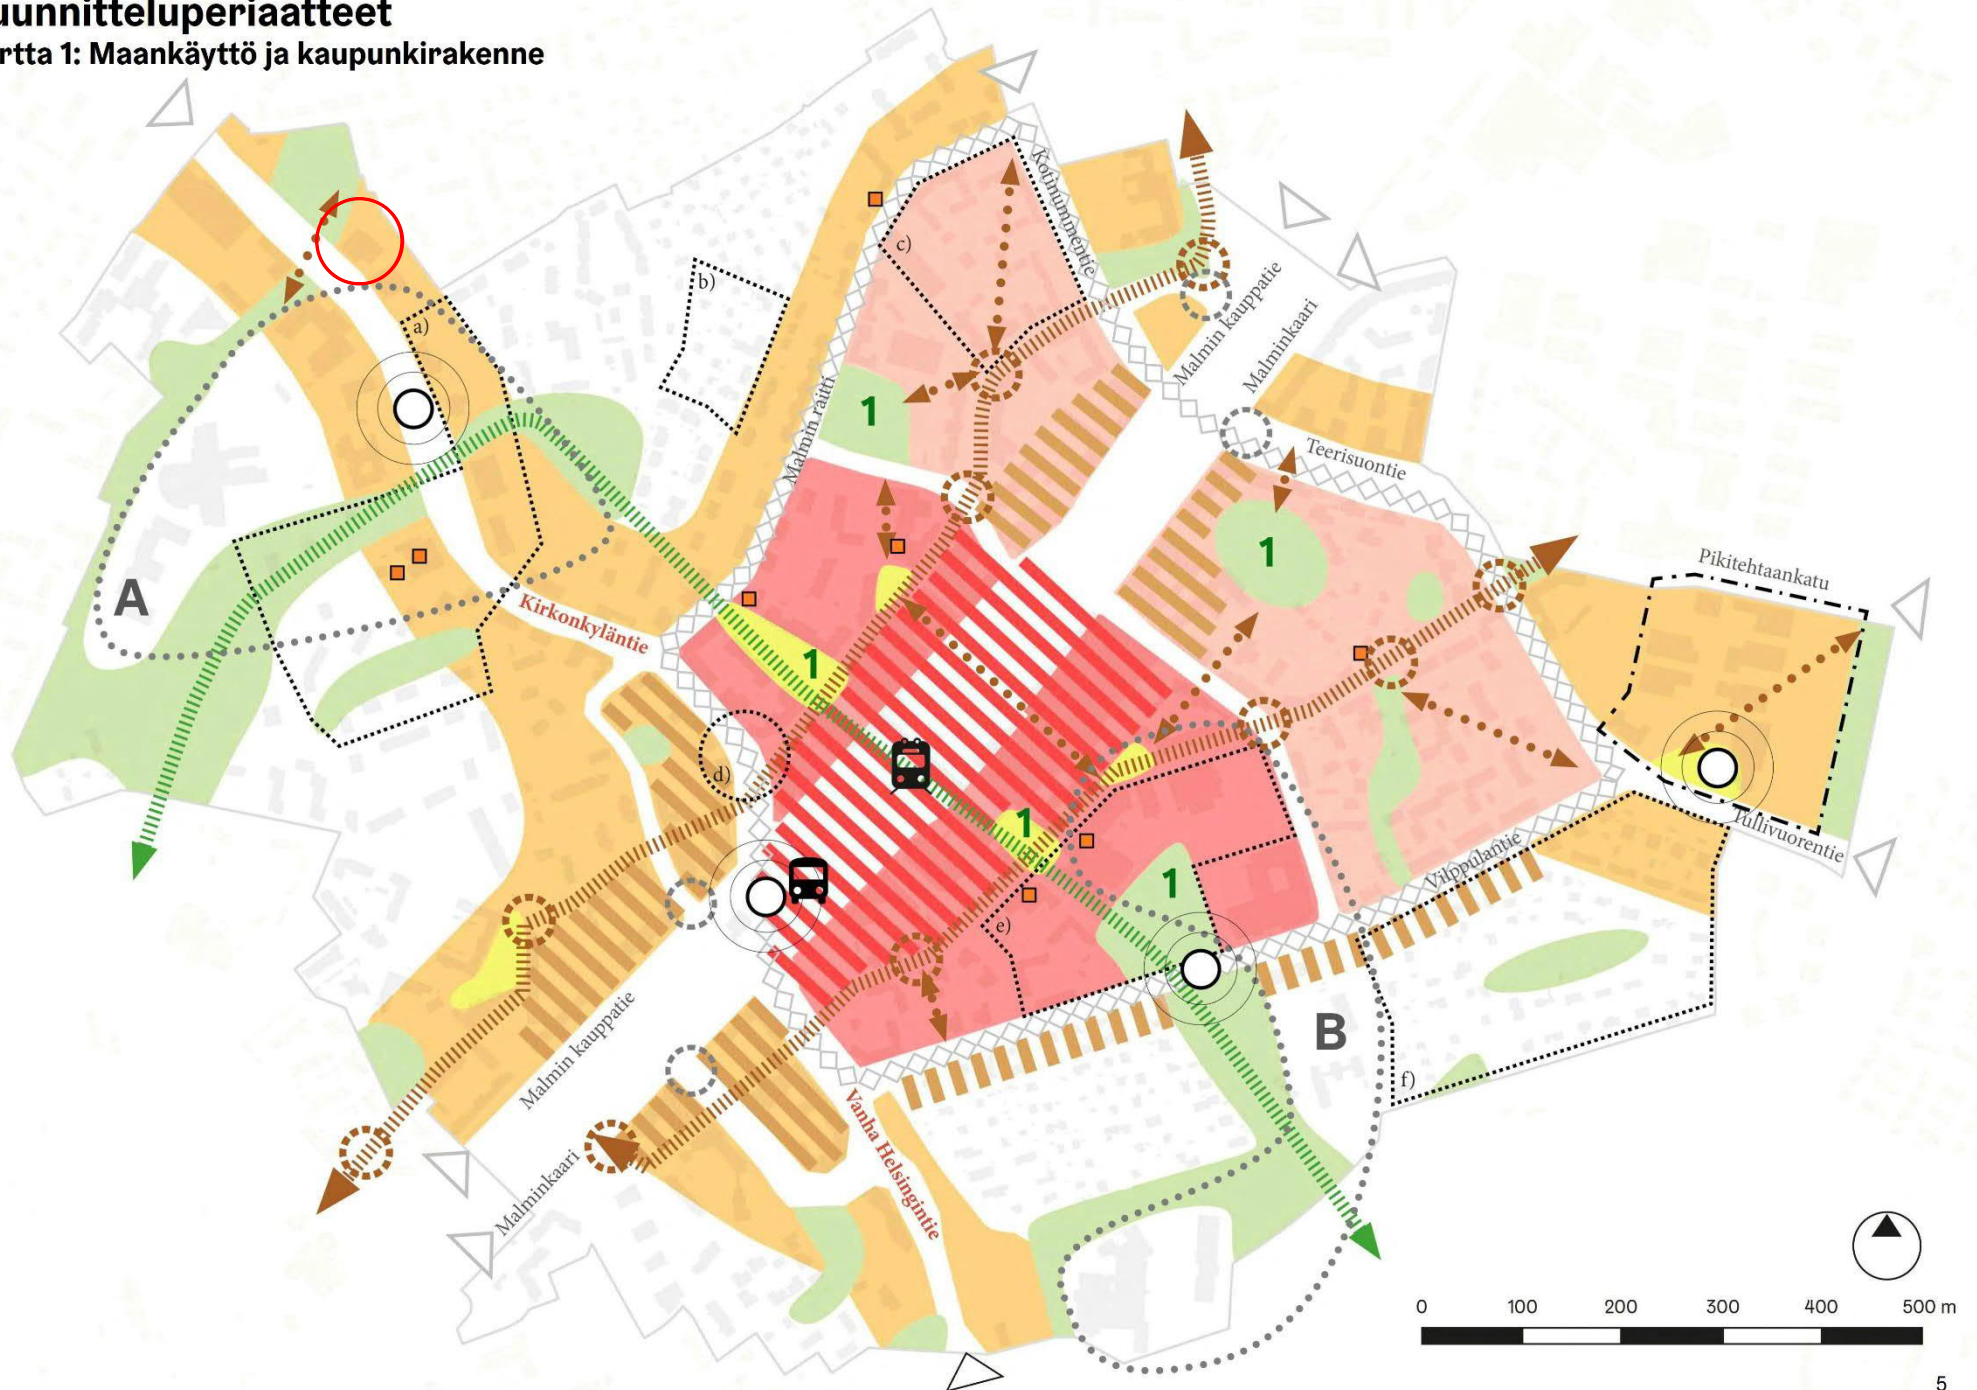 uunnitteluperiaatteet
rtta 1: Maankäyttö ja kaupunkirakenne
Kotinummentie
c)
b)
Malmin kauppatie
Malminkaari
a)
Malmin raitti
1
Teerisuontie
1
Pikitehtaankatu
A
Kirkonkyläntie
1
d)
1
Tullivuorentie
Vilppulantie
1
e)
Malmin kauppatie
B
f)
Vanha Helsingintie
Malminkaari
0 100 200 300 400 500 m
5